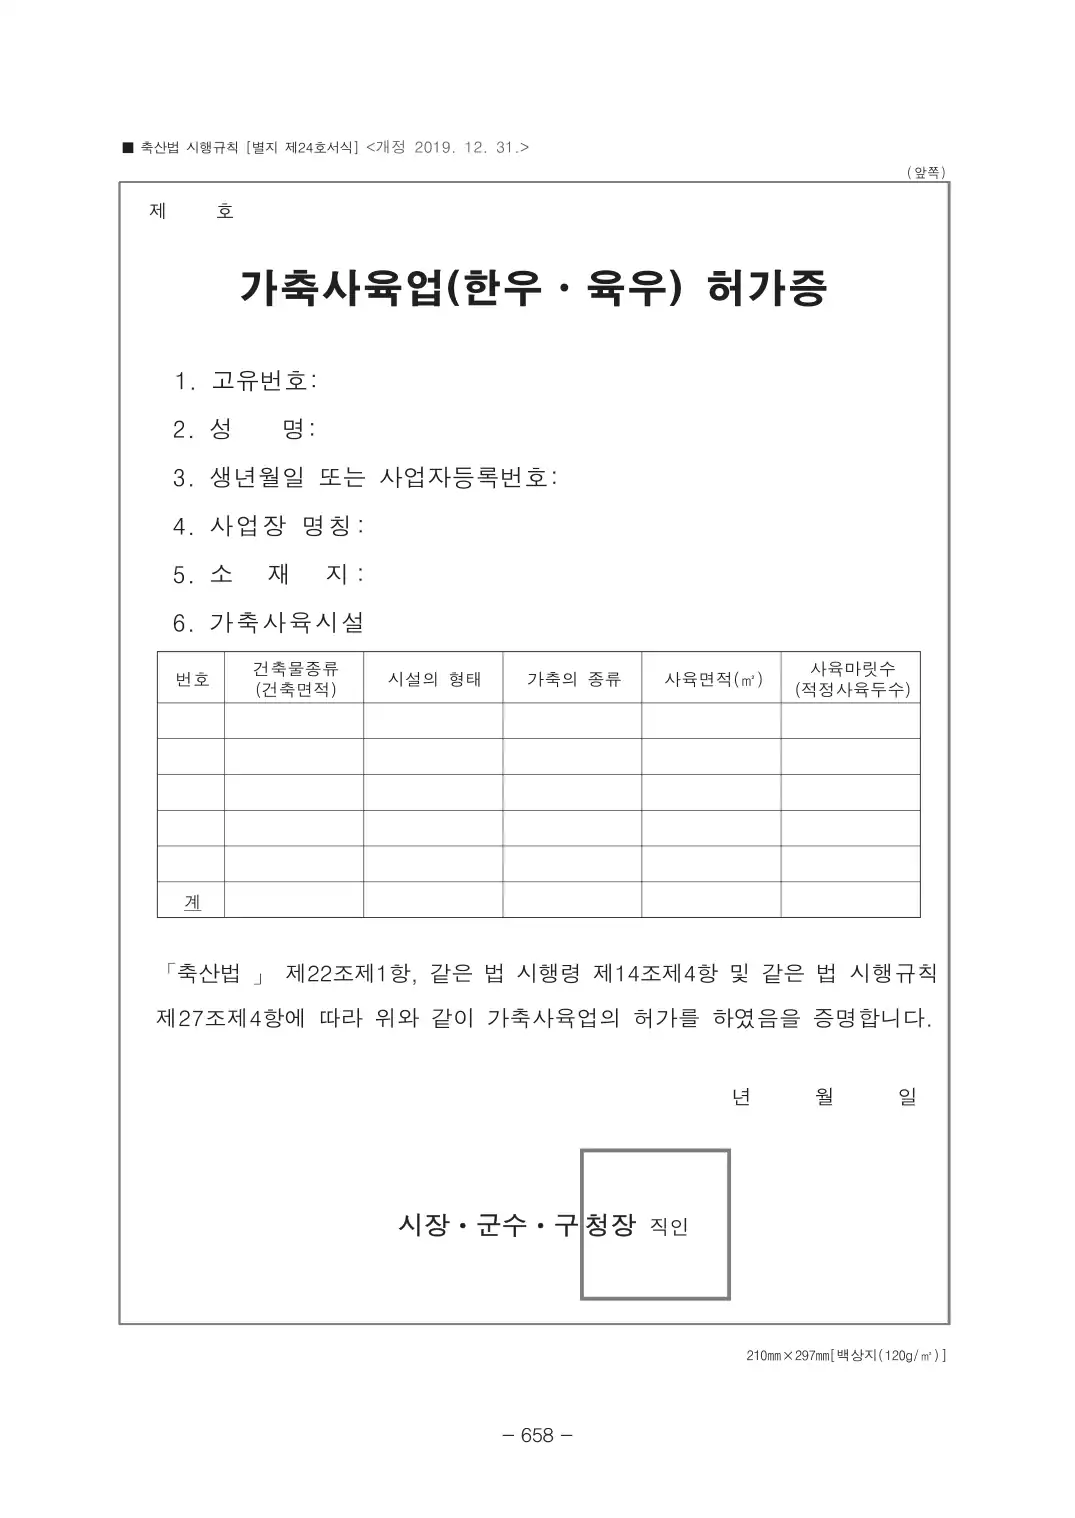 ■ 축산법 시행규칙 [별지 제24호서식] <개정 2019. 12. 31.>
(앞쪽)
제 호
가축사육업(한우·육우) 허가증
1. 고유번호:
2. 성 명:
3. 생년월일 또는 사업자등록번호:
4. 사업장 명칭:
5. 소 재 지:
6. 가축사육시설
번호 건축물종류 (건축면적) 시설의 형태 가축의 종류 사육면적(㎡) 사육마릿수 (적정사육두수)
계
「축산법 」 제22조제1항, 같은 법 시행령 제14조제4항 및 같은 법 시행규칙
제27조제4항에 따라 위와 같이 가축사육업의 허가를 하였음을 증명합니다.
년 월 일
시장·군수·구청장 직인
210㎜×297㎜[백상지(120g/㎡)]
- 658 -